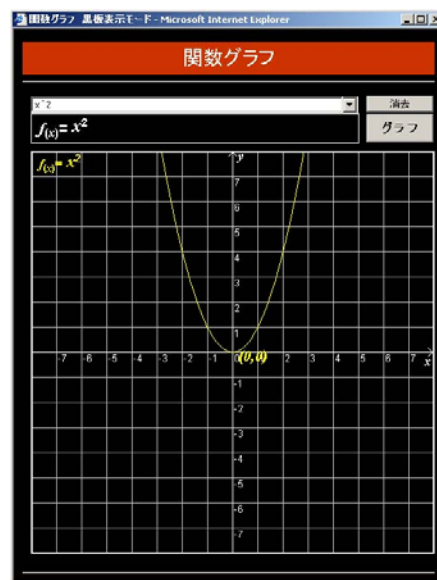 関数グラフ 黒板表示モード - Microsoft Internet Explorer
関数グラフ
x^2
消去
f(x)= x²
グラフ
f(x)= x²
y
7
6
5
4
3
2
1
-7 -6 -5 -4 -3 -2 -1 0 (0,0) 2 3 4 5 6 7 x
-1
-2
-3
-4
-5
-6
-7